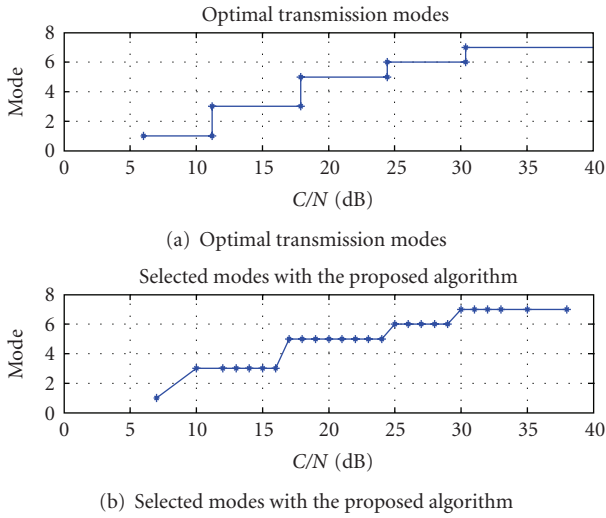 Optimal transmission modes
8
6
4
2
0
Mode
0 5 10 15 20 25 30 35 40
C/N (dB)
(a) Optimal transmission modes
Selected modes with the proposed algorithm
8
6
4
2
0
Mode
0 5 10 15 20 25 30 35 40
C/N (dB)
(b) Selected modes with the proposed algorithm